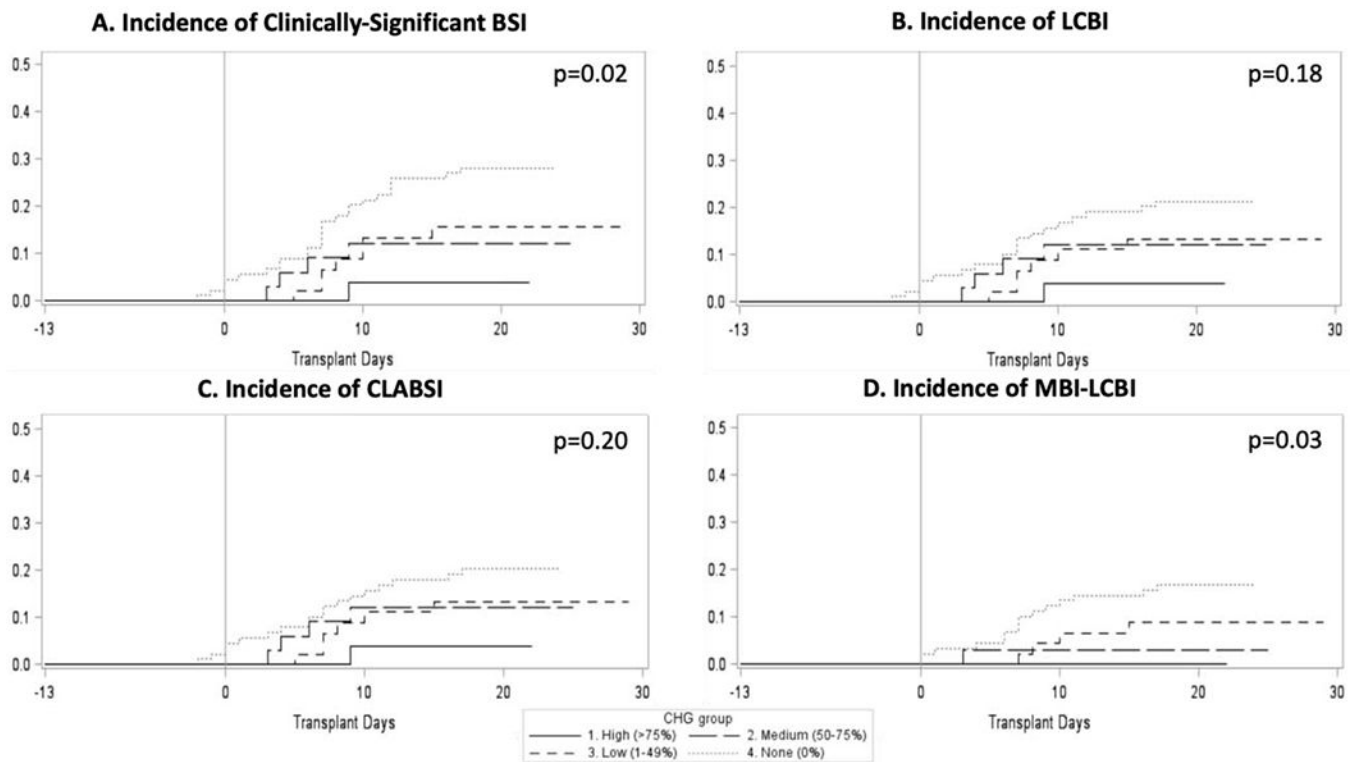 A. Incidence of Clinically-Significant BSI
p=0.02
0.5
0.4
0.3
0.2
0.1
0.0
-13 0 10 20 30
Transplant Days
B. Incidence of LCBI
p=0.18
0.5
0.4
0.3
0.2
0.1
0.0
-13 0 10 20 30
Transplant Days
C. Incidence of CLABSI
p=0.20
0.5
0.4
0.3
0.2
0.1
0.0
-13 0 10 20 30
Transplant Days
D. Incidence of MBI-LCBI
p=0.03
0.5
0.4
0.3
0.2
0.1
0.0
-13 0 10 20 30
Transplant Days
CHG group
1. High (>75%) 2. Medium (50-75%)
3. Low (1-49%) 4. None (0%)